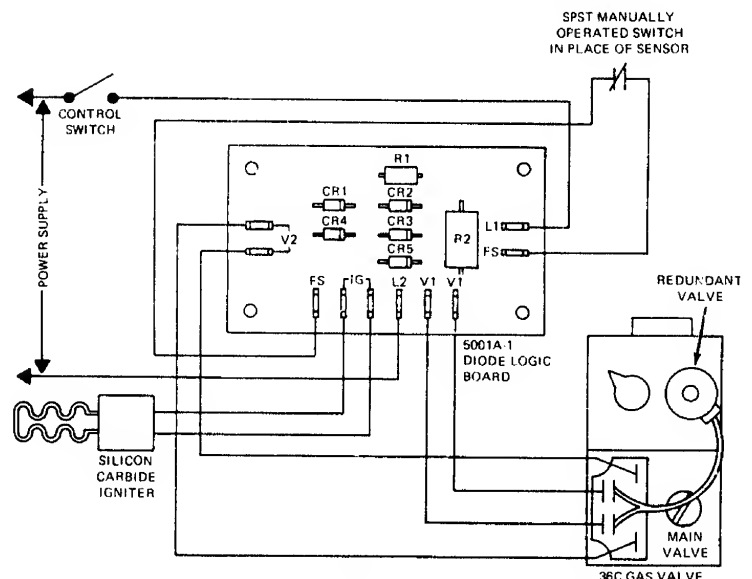 SPST MANUALLY
OPERATED SWITCH
IN PLACE OF SENSOR
CONTROL
SWITCH
POWER SUPPLY
R1
CR1 CR2
CR4 CR3
CR5
R2
L1
FS
V2
FS IG L2 V1 V1
5001A-1
DIODE LOGIC
BOARD
REDUNDANT
VALVE
SILICON
CARBIDE
IGNITER
MAIN
VALVE
36C GAS VALVE